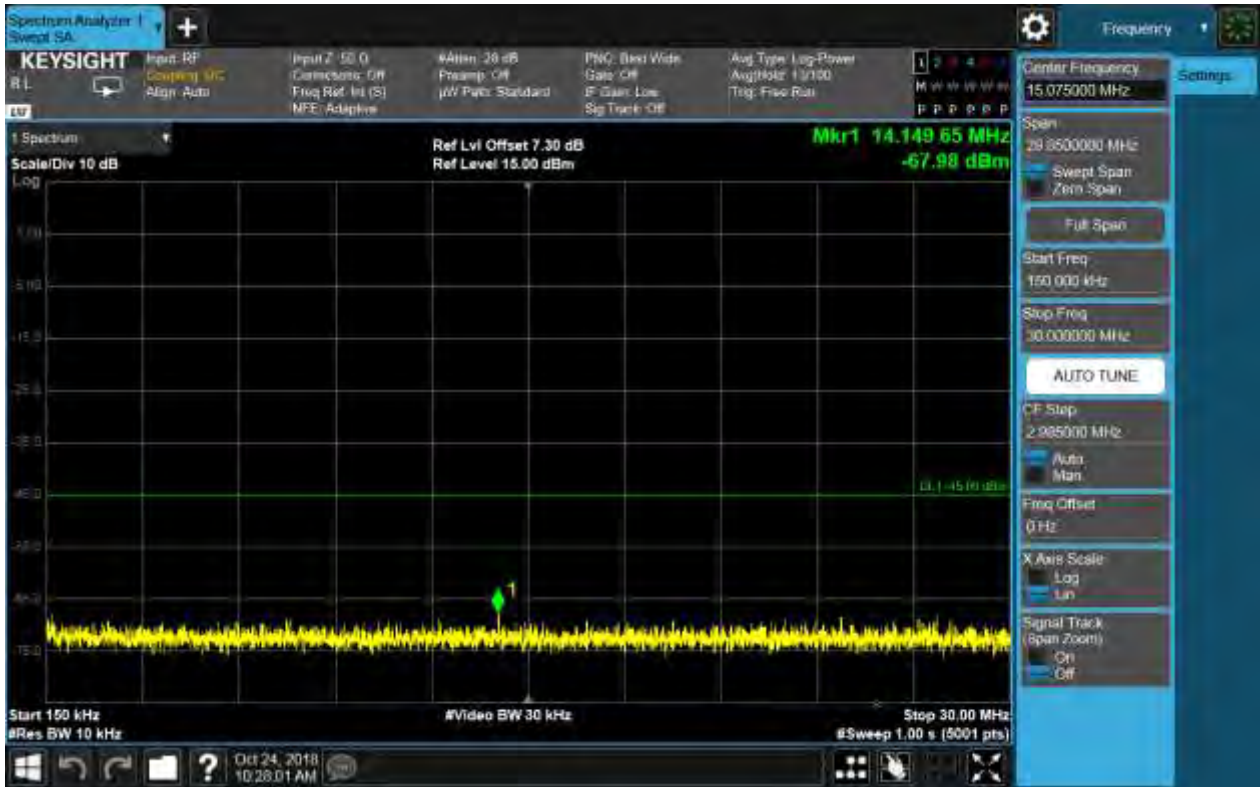 Spectrum Analyzer 1
Swept SA
Frequency
KEYSIGHT
Input: RF
Coupling: DC
Align: Auto
Input Z: 50 Ω
Corrections: Off
Freq Ref: Int (S)
NFE: Adaptive
#Atten: 28 dB
Preamp: Off
µW Path: Standard
PNO: Best Wide
Gate: Off
IF Gain: Low
Sig Track: Off
Avg Type: Log-Power
Trig: Free Run
P P P P P P
1 Spectrum
Scale/Div 10 dB
Log
Ref Lvl Offset 7.30 dB
Ref Level 15.00 dBm
Mkr1 14.149 65 MHz
-67.98 dBm
DL1 -45.00 dBm
1
Start 150 kHz
#Res BW 10 kHz
#Video BW 30 kHz
Stop 30.00 MHz
#Sweep 1.00 s (5001 pts)
Oct 24, 2018
10:28:01 AM
Center Frequency
15.075000 MHz
Settings
Span
29.8500000 MHz
Swept Span
Zero Span
Full Span
Start Freq
150.000 kHz
Stop Freq
30.000000 MHz
AUTO TUNE
CF Step
2.985000 MHz
Auto
Man
Freq Offset
0 Hz
X Axis Scale
Log
Lin
Signal Track
(Span Zoom)
On
Off